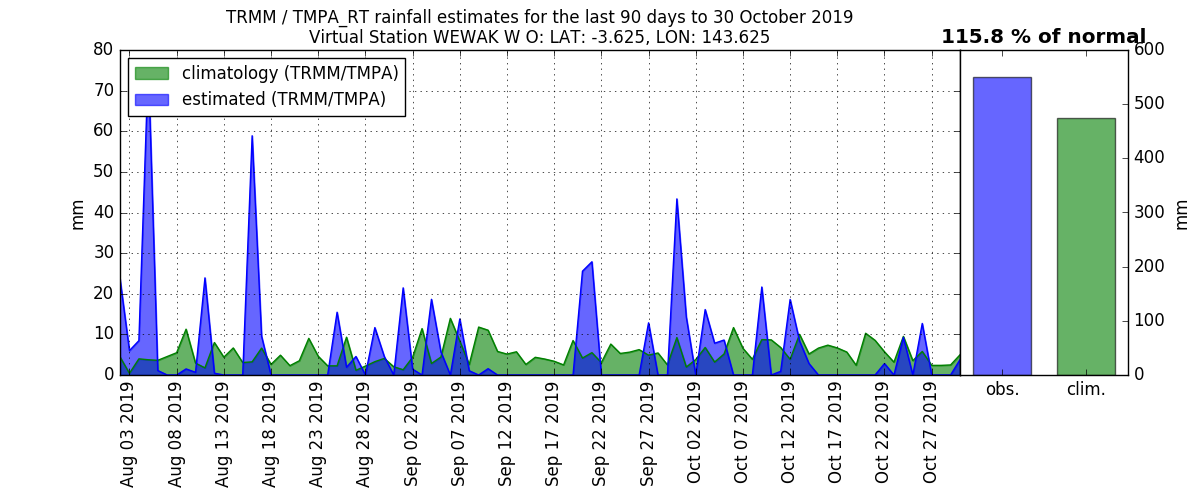 TRMM / TMPA_RT rainfall estimates for the last 90 days to 30 October 2019
Virtual Station WEWAK W O: LAT: -3.625, LON: 143.625
115.8 % of normal
climatology (TRMM/TMPA)
estimated (TRMM/TMPA)
mm
80
70
60
50
40
30
20
10
0
Aug 03 2019
Aug 08 2019
Aug 13 2019
Aug 18 2019
Aug 23 2019
Aug 28 2019
Sep 02 2019
Sep 07 2019
Sep 12 2019
Sep 17 2019
Sep 22 2019
Sep 27 2019
Oct 02 2019
Oct 07 2019
Oct 12 2019
Oct 17 2019
Oct 22 2019
Oct 27 2019
obs.
clim.
600
500
400
300
200
100
0
mm